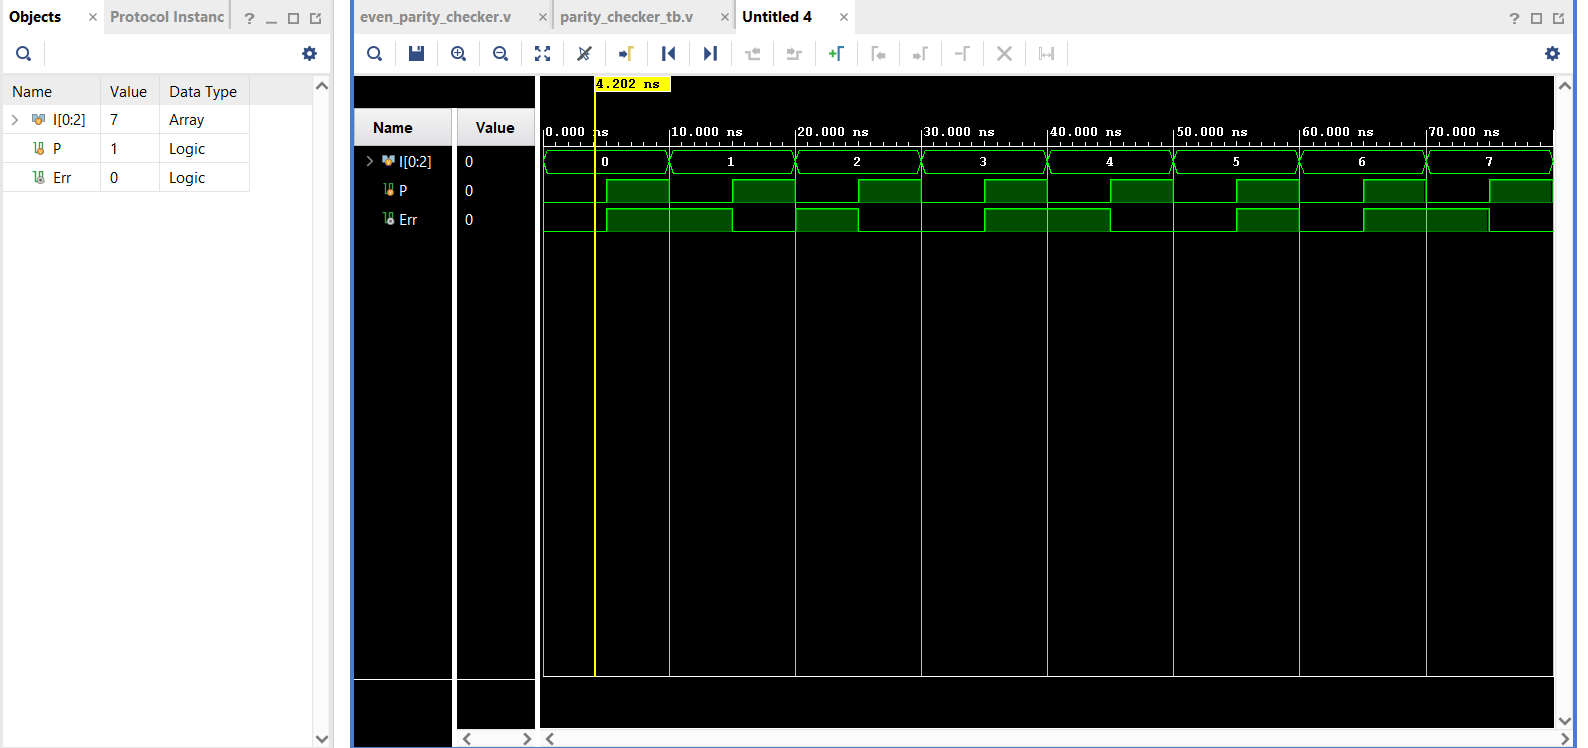 Objects × Protocol Instanc ?
Name Value Data Type
I[0:2] 7 Array
P 1 Logic
Err 0 Logic
even_parity_checker.v × parity_checker_tb.v × Untitled 4 × ?
4.202 ns
Name Value
0.000 ns 10.000 ns 20.000 ns 30.000 ns 40.000 ns 50.000 ns 60.000 ns 70.000 ns
I[0:2] 0 0 1 2 3 4 5 6 7
P 0
Err 0